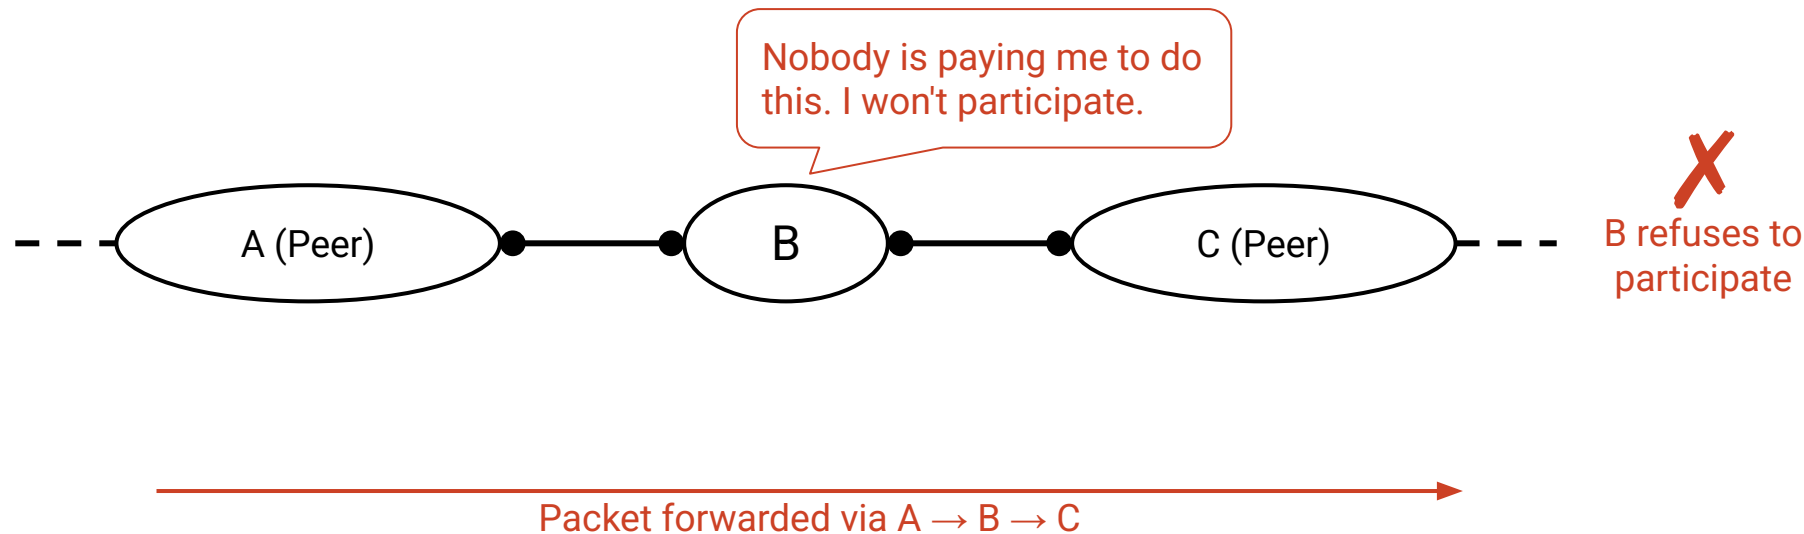 Nobody is paying me to do
this. I won't participate.
A (Peer)
B
C (Peer)
B refuses to
participate
Packet forwarded via A → B → C